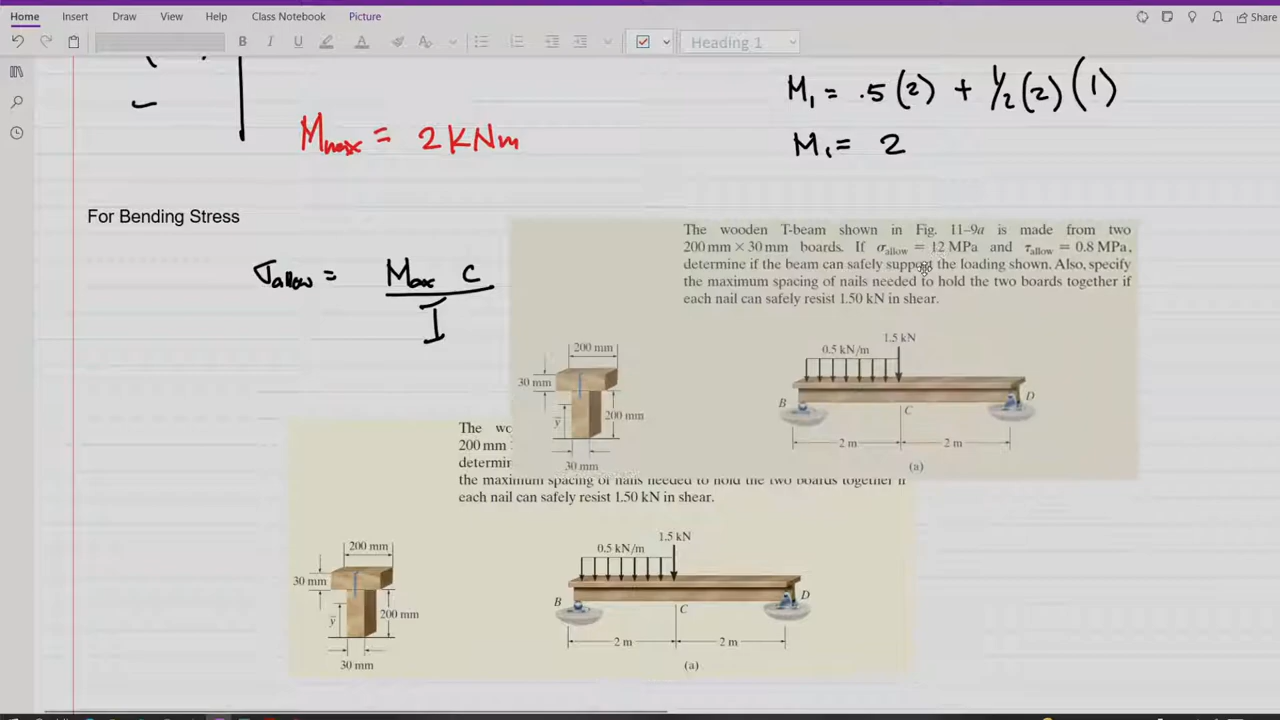 Home Insert Draw View Help Class Notebook Picture Share
B I U A Heading 1
M₁ = .5(2) + 1/2(2)(1)
Mmax = 2KNm
M₁ = 2
For Bending Stress
σallow = Max C
I
The wooden T-beam shown in Fig. 11–9a is made from two
200 mm × 30 mm boards. If σallow = 12 MPa and τallow = 0.8 MPa,
determine if the beam can safely support the loading shown. Also, specify
the maximum spacing of nails needed to hold the two boards together if
each nail can safely resist 1.50 kN in shear.
200 mm
30 mm
200 mm
ȳ
30 mm
1.5 kN
0.5 kN/m
B
C
D
2 m
2 m
(a)
The wo
200 mm
determin
the maximum spacing of nails needed to hold the two boards together if
each nail can safely resist 1.50 kN in shear.
200 mm
30 mm
200 mm
ȳ
30 mm
1.5 kN
0.5 kN/m
B
C
D
2 m
2 m
(a)